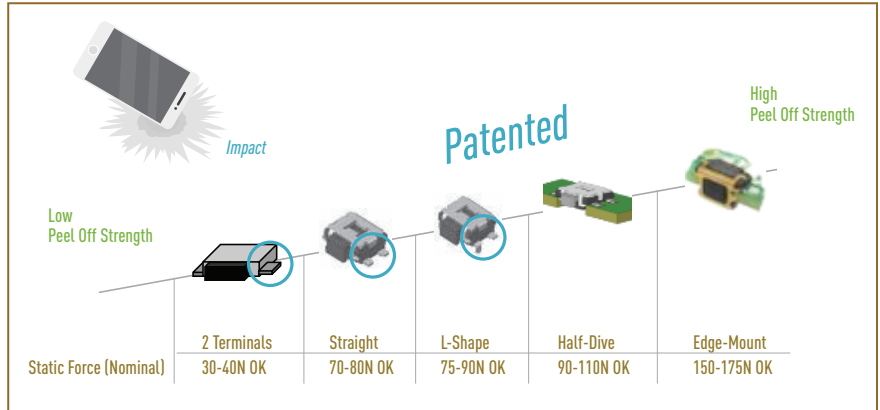 Impact
Patented
High
Peel Off Strength
Low
Peel Off Strength
2 Terminals Straight L-Shape Half-Dive Edge-Mount
Static Force (Nominal) 30-40N OK 70-80N OK 75-90N OK 90-110N OK 150-175N OK